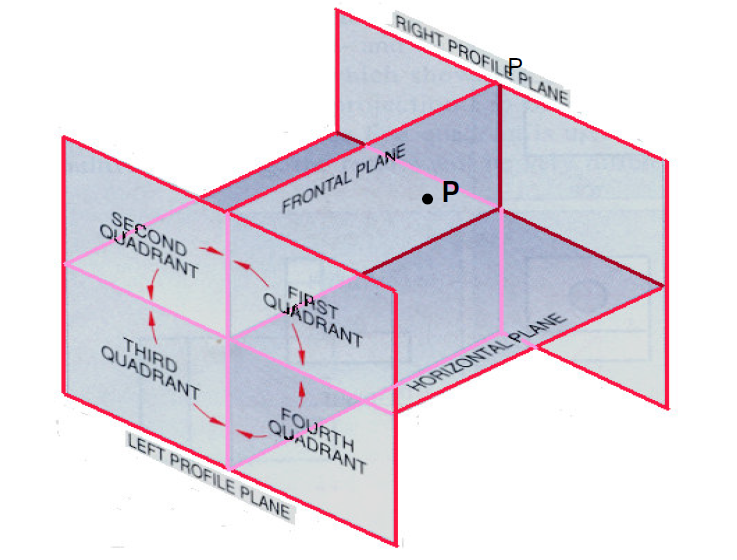 RIGHT PROFILE PLANE
P
FRONTAL PLANE
P
SECOND
QUADRANT
FIRST
QUADRANT
THIRD
QUADRANT
FOURTH
QUADRANT
HORIZONTAL PLANE
LEFT PROFILE PLANE